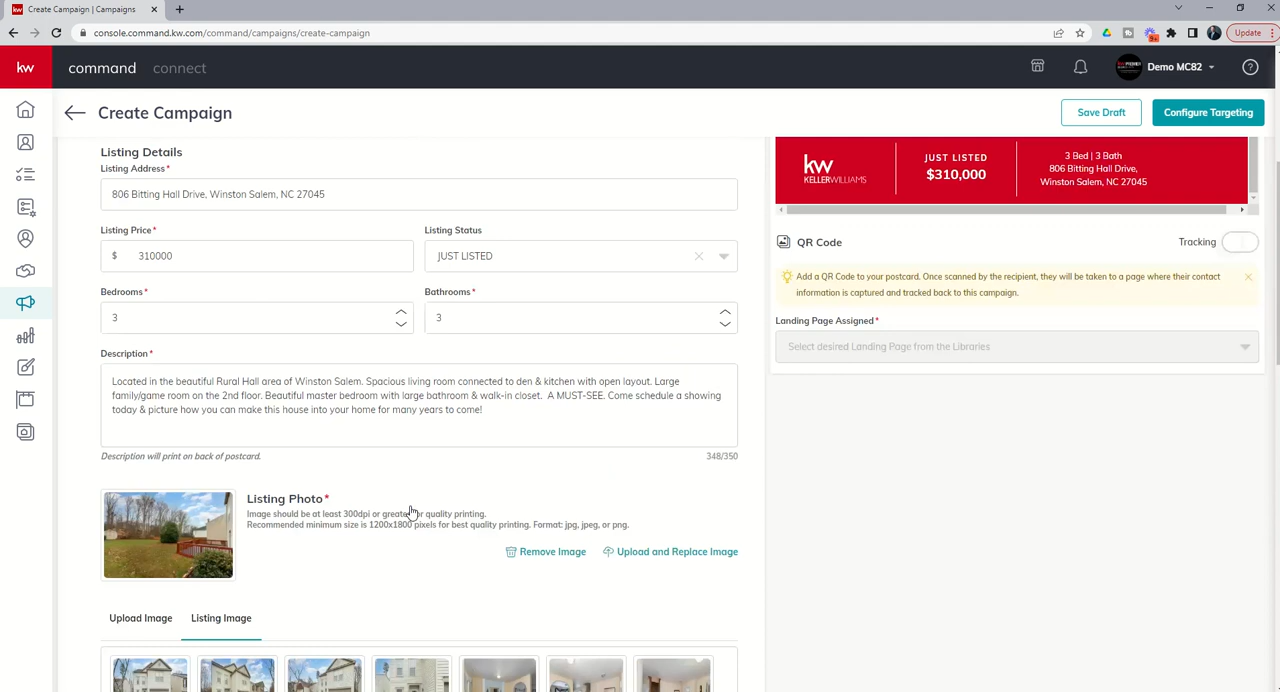 Create Campaign | Campaigns
console.command.kw.com/command/campaigns/create-campaign
9+
Update
kw
command
connect
Demo MC82
Create Campaign
Save Draft
Configure Targeting
Listing Details
Listing Address*
806 Bitting Hall Drive, Winston Salem, NC 27045
Listing Price*
Listing Status
$ 310000
JUST LISTED
Bedrooms*
Bathrooms*
3
3
Description*
Located in the beautiful Rural Hall area of Winston Salem. Spacious living room connected to den & kitchen with open layout. Large
family/game room on the 2nd floor. Beautiful master bedroom with large bathroom & walk-in closet. A MUST-SEE. Come schedule a showing
today & picture how you can make this house into your home for many years to come!
Description will print on back of postcard.
348/350
Listing Photo*
Image should be at least 300dpi or greater for quality printing.
Recommended minimum size is 1200x1800 pixels for best quality printing. Format: jpg, jpeg, or png.
Remove Image
Upload and Replace Image
Upload Image
Listing Image
kw
KELLERWILLIAMS
JUST LISTED
$310,000
3 Bed | 3 Bath
806 Bitting Hall Drive,
Winston Salem, NC 27045
QR Code
Tracking
Add a QR Code to your postcard. Once scanned by the recipient, they will be taken to a page where their contact
information is captured and tracked back to this campaign.
Landing Page Assigned*
Select desired Landing Page from the Libraries